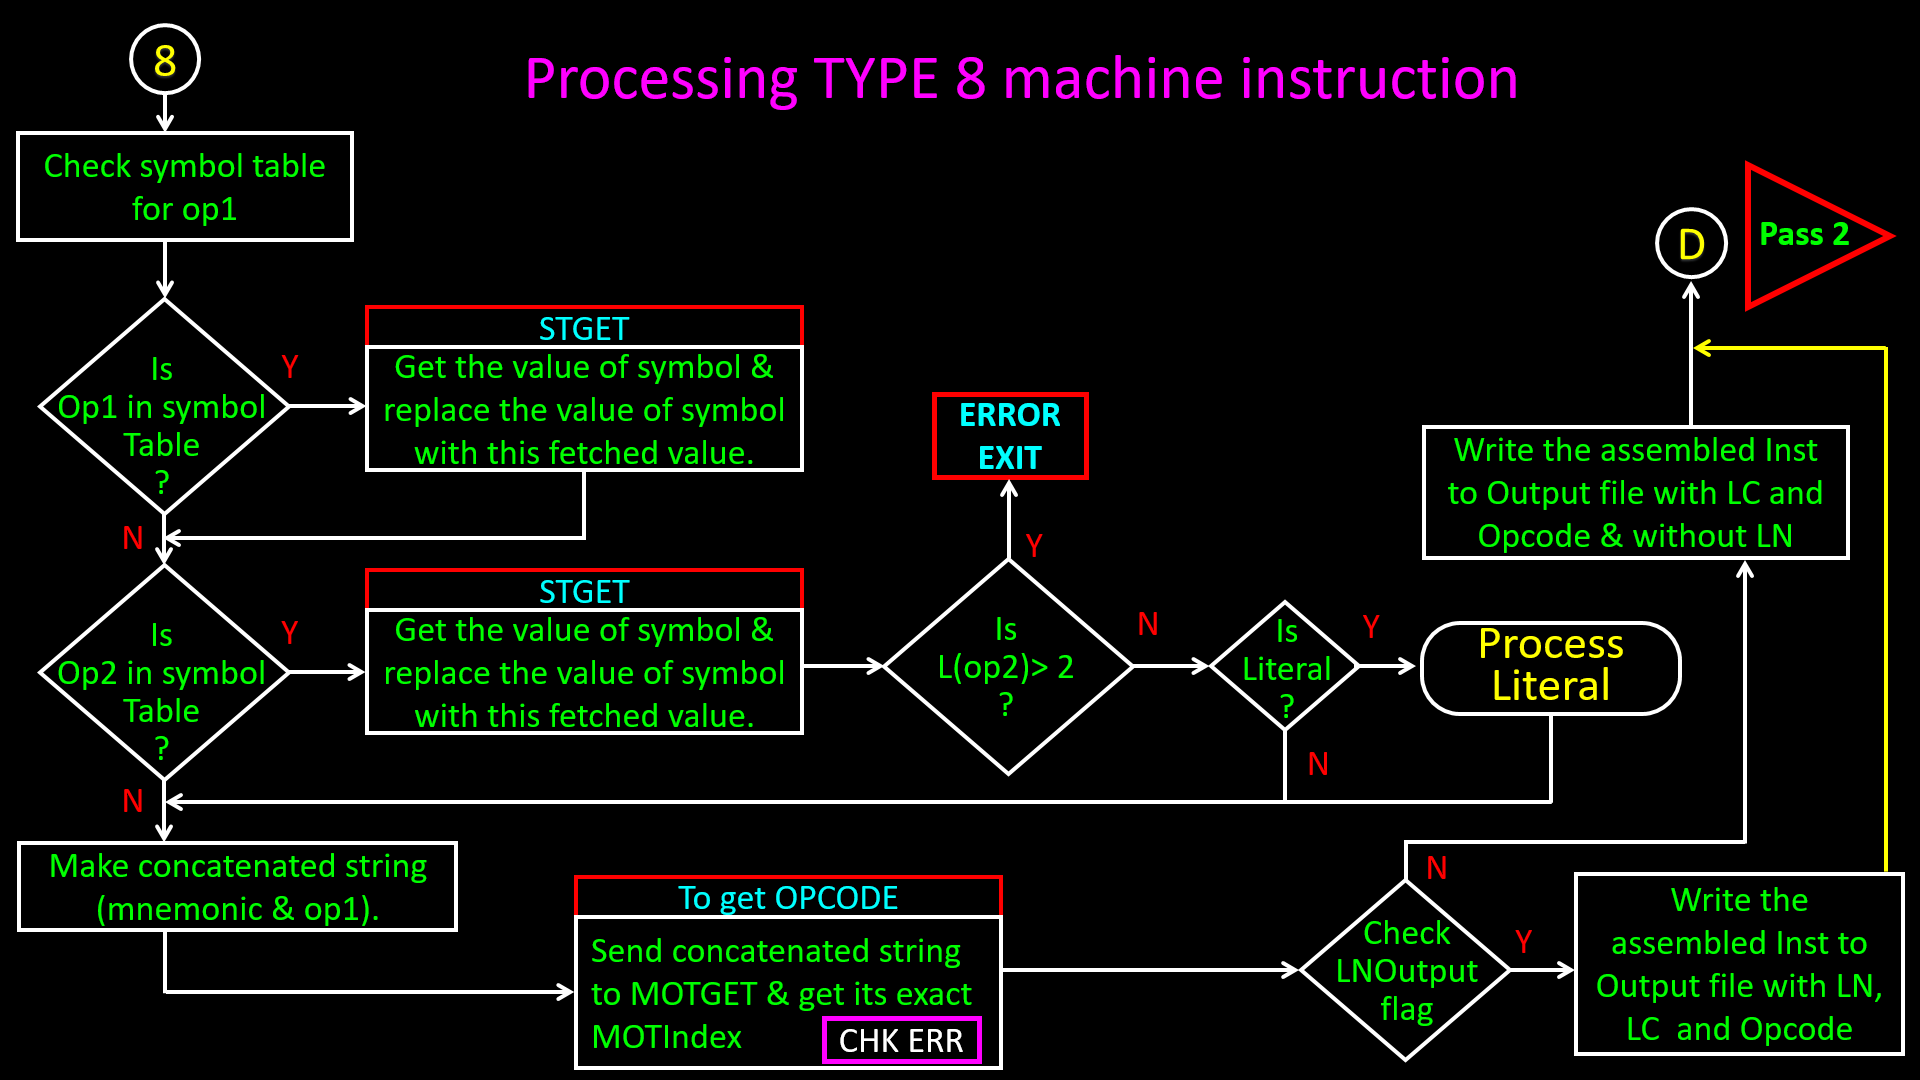 8
Processing TYPE 8 machine instruction
Check symbol table
for op1
Is
Op1 in symbol
Table
?
Y
N
STGET
Get the value of symbol &
replace the value of symbol
with this fetched value.
Is
Op2 in symbol
Table
?
Y
N
STGET
Get the value of symbol &
replace the value of symbol
with this fetched value.
Is
L(op2)> 2
?
Y
N
ERROR
EXIT
Is
Literal
?
Y
N
Process
Literal
Make concatenated string
(mnemonic & op1).
To get OPCODE
Send concatenated string
to MOTGET & get its exact
MOTIndex
CHK ERR
Check
LNOutput
flag
N
Y
Write the
assembled Inst to
Output file with LN,
LC and Opcode
Write the assembled Inst
to Output file with LC and
Opcode & without LN
D
Pass 2